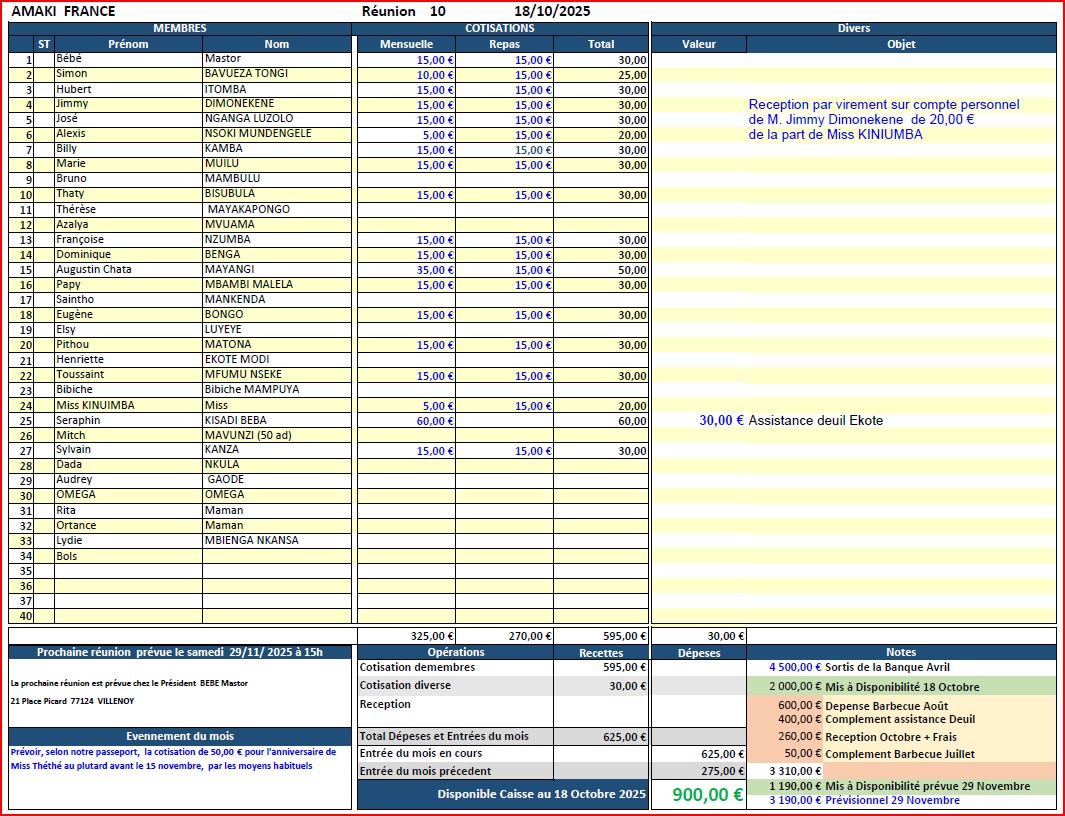 AMAKI FRANCE Réunion 10 18/10/2025
MEMBRES COTISATIONS Divers
ST Prénom Nom Mensuelle Repas Total Valeur Objet
1 Bébé Mastor 15,00 € 15,00 € 30,00
2 Simon BAVUEZA TONGI 10,00 € 15,00 € 25,00
3 Hubert ITOMBA 15,00 € 15,00 € 30,00
4 Jimmy DIMONEKENE 15,00 € 15,00 € 30,00 Reception par virement sur compte personnel
5 José NGANGA LUZOLO 15,00 € 15,00 € 30,00 de M. Jimmy Dimonekene de 20,00 €
6 Alexis NSOKI MUNDENGELE 5,00 € 15,00 € 20,00 de la part de Miss KINIUMBA
7 Billy KAMBA 15,00 € 15,00 € 30,00
8 Marie MUILU 15,00 € 15,00 € 30,00
9 Bruno MAMBULU
10 Thaty BISUBULA 15,00 € 15,00 € 30,00
11 Thérèse MAYAKAPONGO
12 Azalya MVUAMA
13 Françoise NZUMBA 15,00 € 15,00 € 30,00
14 Dominique BENGA 15,00 € 15,00 € 30,00
15 Augustin Chata MAYANGI 35,00 € 15,00 € 50,00
16 Papy MBAMBI MALELA 15,00 € 15,00 € 30,00
17 Saintho MANKENDA
18 Eugène BONGO 15,00 € 15,00 € 30,00
19 Elsy LUYEYE
20 Pithou MATONA 15,00 € 15,00 € 30,00
21 Henriette EKOTE MODI
22 Toussaint MFUMU NSEKE 15,00 € 15,00 € 30,00
23 Bibiche Bibiche MAMPUYA
24 Miss KINUIMBA Miss 5,00 € 15,00 € 20,00
25 Seraphin KISADI BEBA 60,00 € 60,00 30,00 € Assistance deuil Ekote
26 Mitch MAVUNZI (50 ad)
27 Sylvain KANZA 15,00 € 15,00 € 30,00
28 Dada NKULA
29 Audrey GAODE
30 OMEGA OMEGA
31 Rita Maman
32 Ortance Maman
33 Lydie MBIENGA NKANSA
34 Bols
35
36
37
40
325,00 € 270,00 € 595,00 € 30,00 €
Prochaine réunion prévue le samedi 29/11/ 2025 à 15h
La prochaine réunion est prévue chez le Président BEBE Mastor
21 Place Picard 77124 VILLENOY
Evennement du mois
Prévoir, selon notre passeport, la cotisation de 50,00 € pour l'anniversaire de
Miss Théthé au plutard avant le 15 novembre, par les moyens habituels
Opérations Recettes Dépeses
Cotisation demembres 595,00 €
Cotisation diverse 30,00 €
Reception
Total Dépeses et Entrées du mois 625,00 €
Entrée du mois en cours 625,00 €
Entrée du mois précedent 275,00 €
Disponible Caisse au 18 Octobre 2025 900,00 €
Notes
4 500,00 € Sortis de la Banque Avril
2 000,00 € Mis à Disponibilité 18 Octobre
600,00 € Depense Barbecue Août
400,00 € Complement assistance Deuil
260,00 € Reception Octobre + Frais
50,00 € Complement Barbecue Juillet
3 310,00 €
1 190,00 € Mis à Disponibilité prévue 29 Novembre
3 190,00 € Prévisionnel 29 Novembre